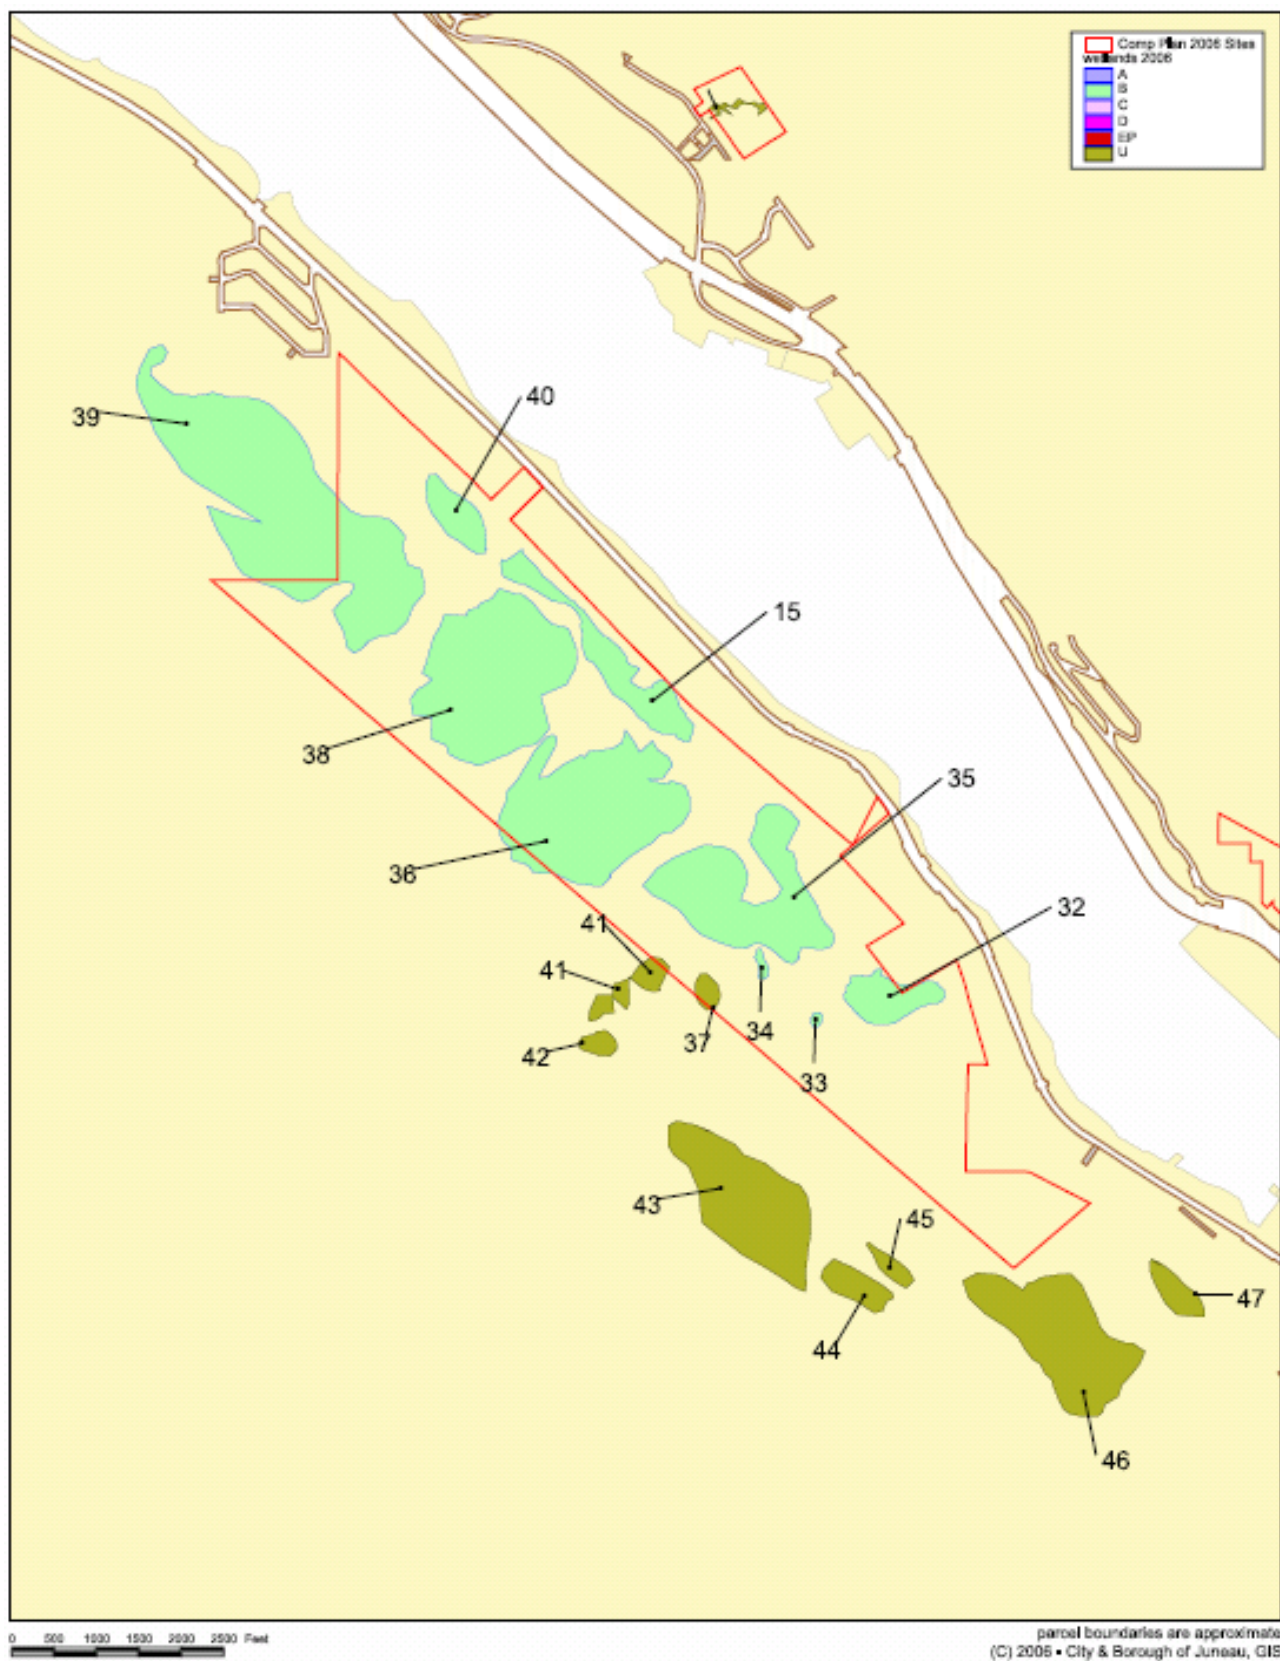 Comp Plan 2006 Sites
wetlands 2006
A
B
C
D
EP
U
39
40
15
38
35
36
32
41
41
34
37
42
33
43
45
47
44
46
0 500 1000 1500 2000 2500 Feet
parcel boundaries are approximate
(C) 2006 • City & Borough of Juneau, GIS